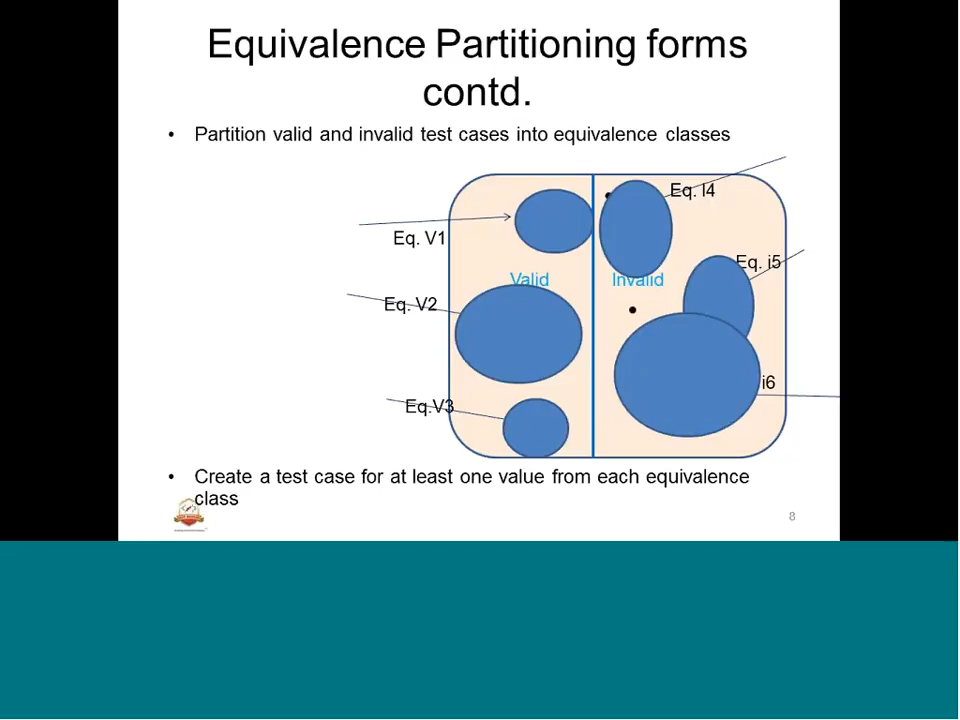 Equivalence Partitioning forms
contd.
• Partition valid and invalid test cases into equivalence classes
Eq. I4
Eq. V1
Eq. i5
Valid
Invalid
Eq. V2
i6
Eq.V3
• Create a test case for at least one value from each equivalence
class
8